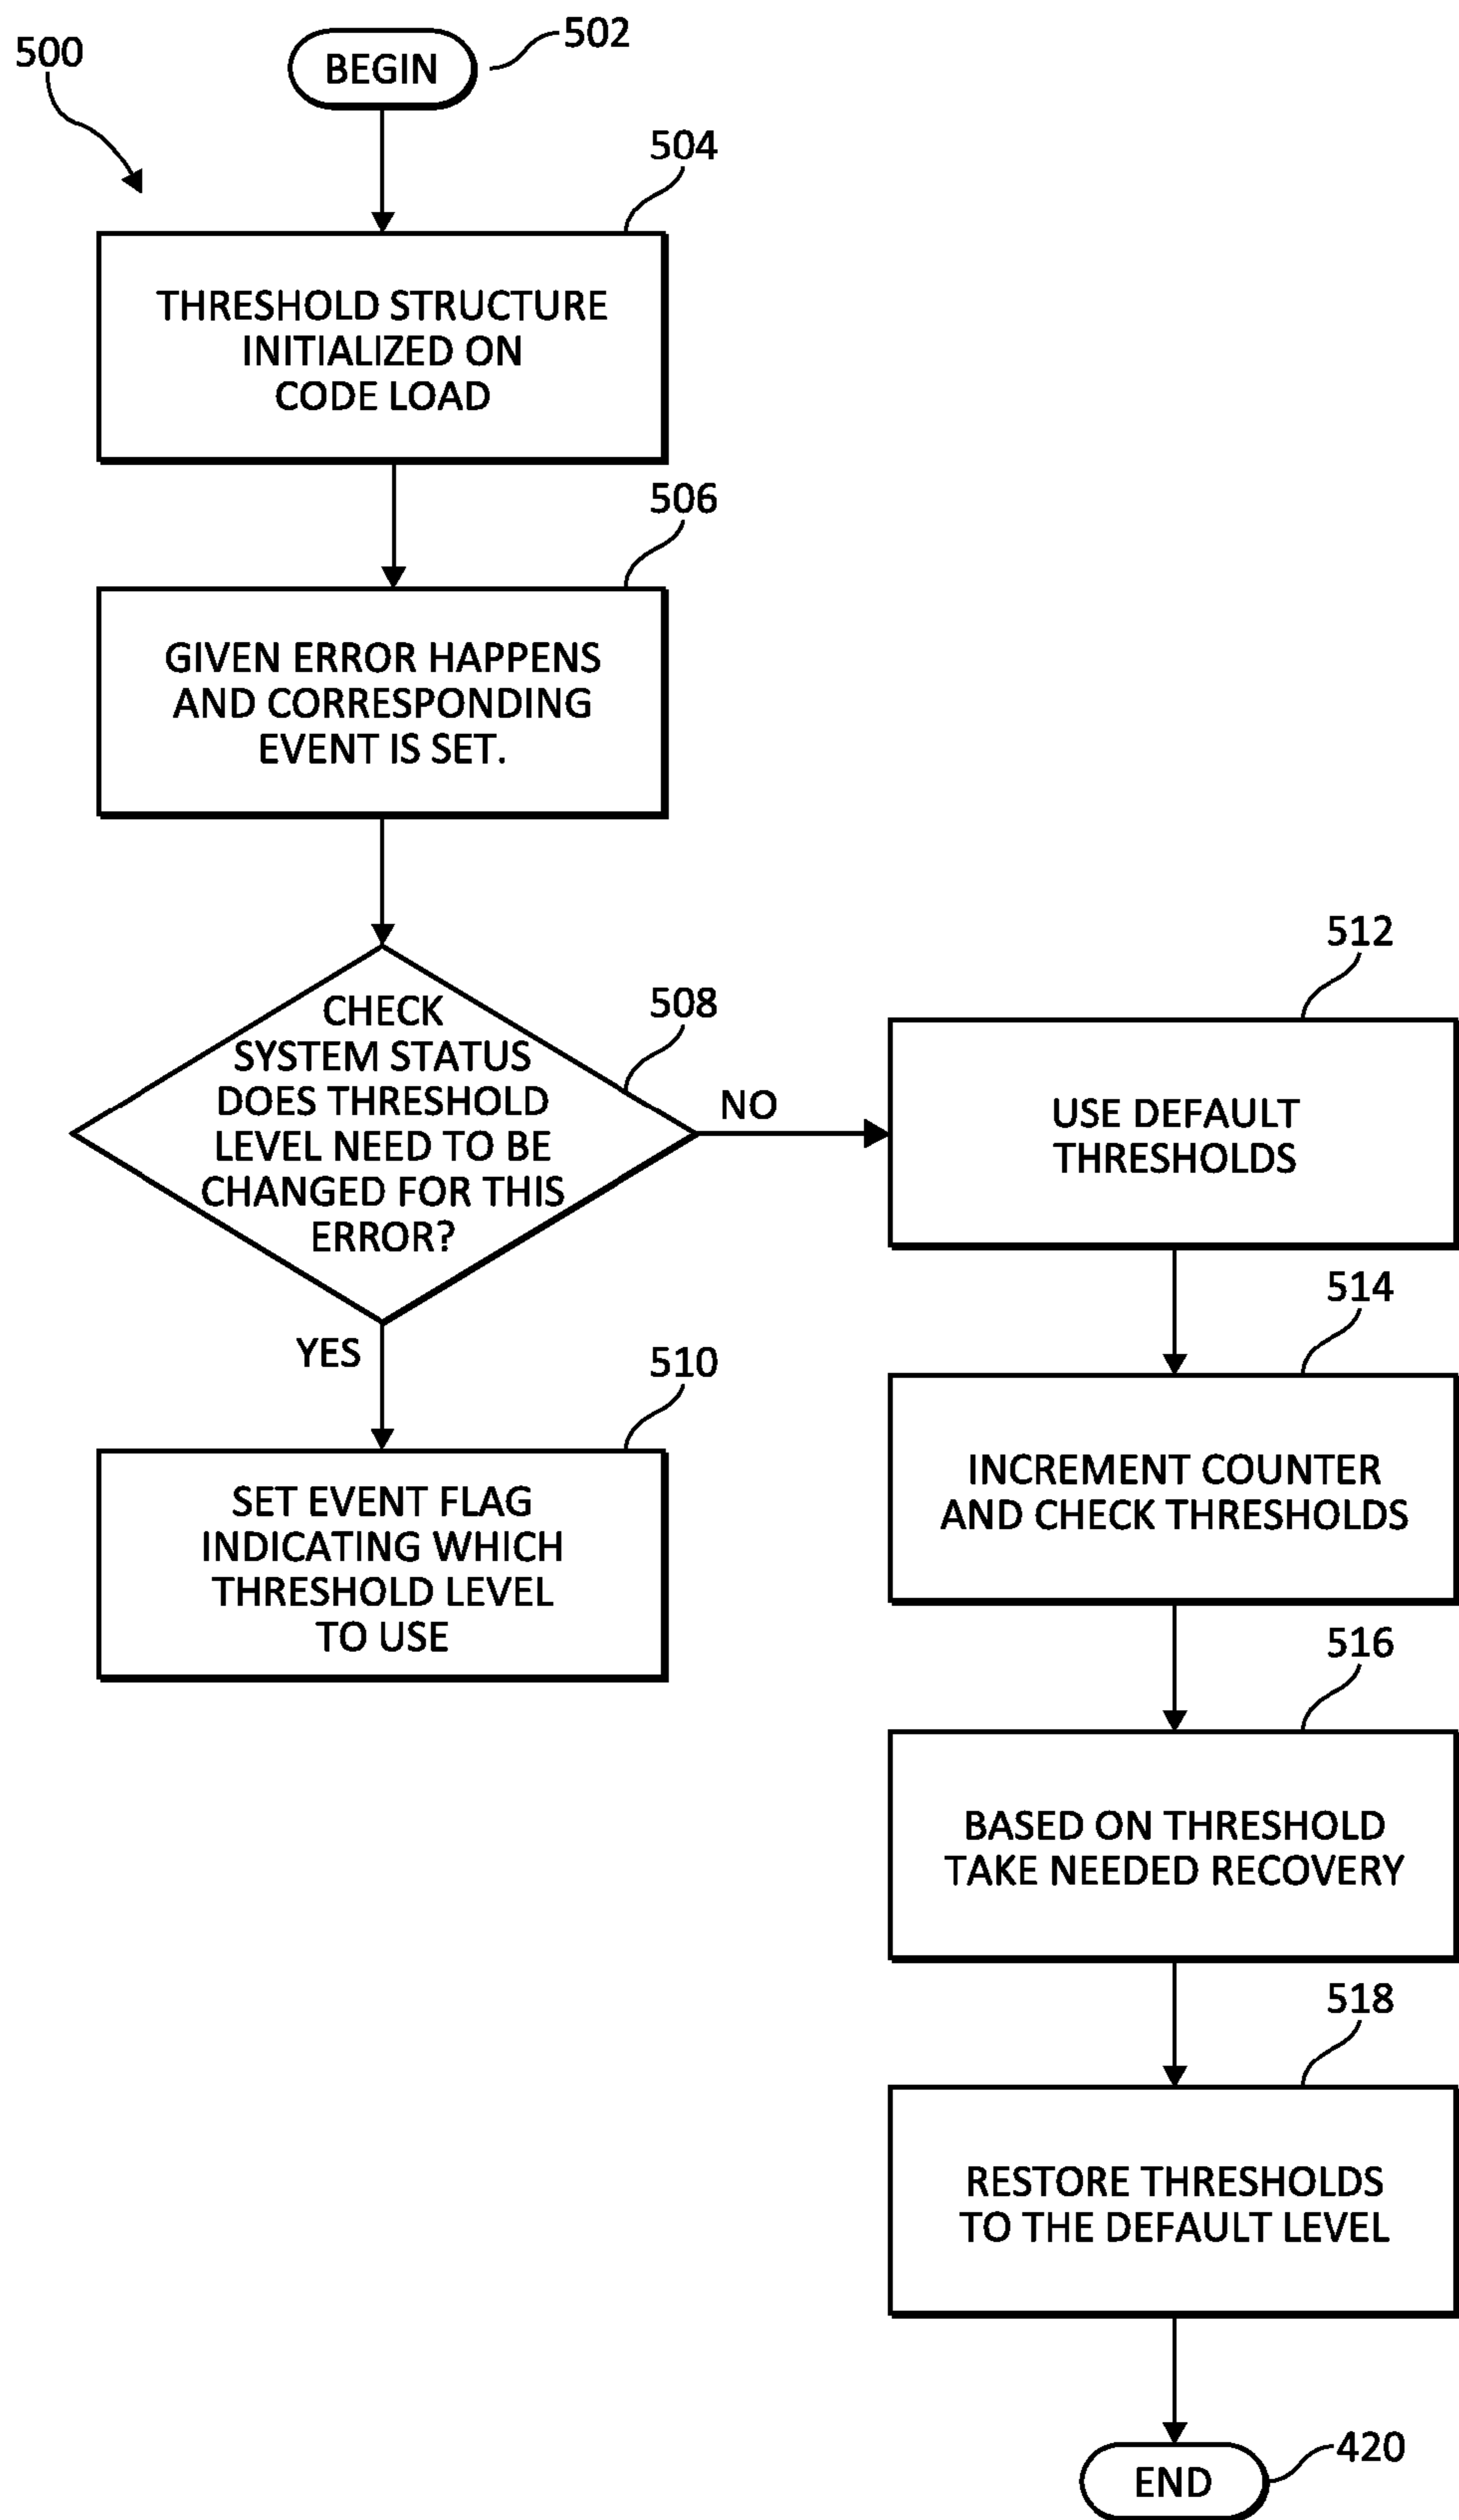 500
BEGIN
502
504
THRESHOLD STRUCTURE
INITIALIZED ON
CODE LOAD
506
GIVEN ERROR HAPPENS
AND CORRESPONDING
EVENT IS SET.
508
CHECK
SYSTEM STATUS
DOES THRESHOLD
LEVEL NEED TO BE
CHANGED FOR THIS
ERROR?
NO
YES
510
SET EVENT FLAG
INDICATING WHICH
THRESHOLD LEVEL
TO USE
512
USE DEFAULT
THRESHOLDS
514
INCREMENT COUNTER
AND CHECK THRESHOLDS
516
BASED ON THRESHOLD
TAKE NEEDED RECOVERY
518
RESTORE THRESHOLDS
TO THE DEFAULT LEVEL
END
420